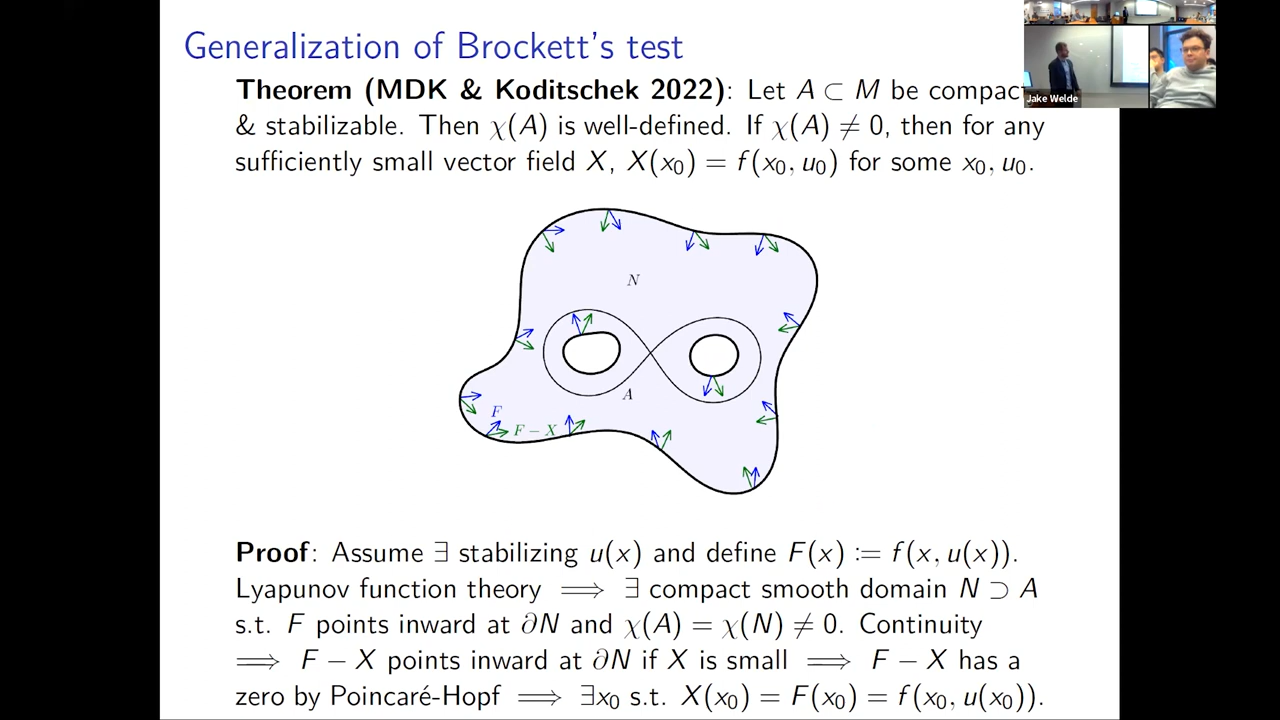 Generalization of Brockett's test
Theorem (MDK & Koditschek 2022): Let A ⊂ M be compact
& stabilizable. Then χ(A) is well-defined. If χ(A) ≠ 0, then for any
sufficiently small vector field X, X(x₀) = f(x₀, u₀) for some x₀, u₀.
Jake Welde
N
A
F
F − X
Proof: Assume ∃ stabilizing u(x) and define F(x) := f(x, u(x)).
Lyapunov function theory ⟹ ∃ compact smooth domain N ⊃ A
s.t. F points inward at ∂N and χ(A) = χ(N) ≠ 0. Continuity
⟹ F − X points inward at ∂N if X is small ⟹ F − X has a
zero by Poincaré-Hopf ⟹ ∃x₀ s.t. X(x₀) = F(x₀) = f(x₀, u(x₀)).